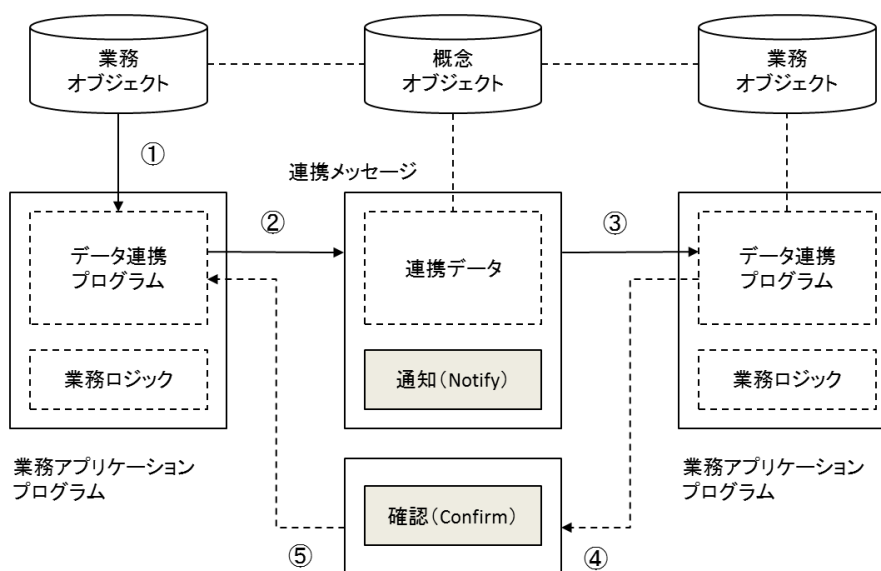 業務
オブジェクト
概念
オブジェクト
業務
オブジェクト
①
連携メッセージ
データ連携
プログラム
②
連携データ
③
データ連携
プログラム
業務ロジック
通知（Notify）
業務ロジック
業務アプリケーション
プログラム
確認（Confirm）
業務アプリケーション
プログラム
⑤
④